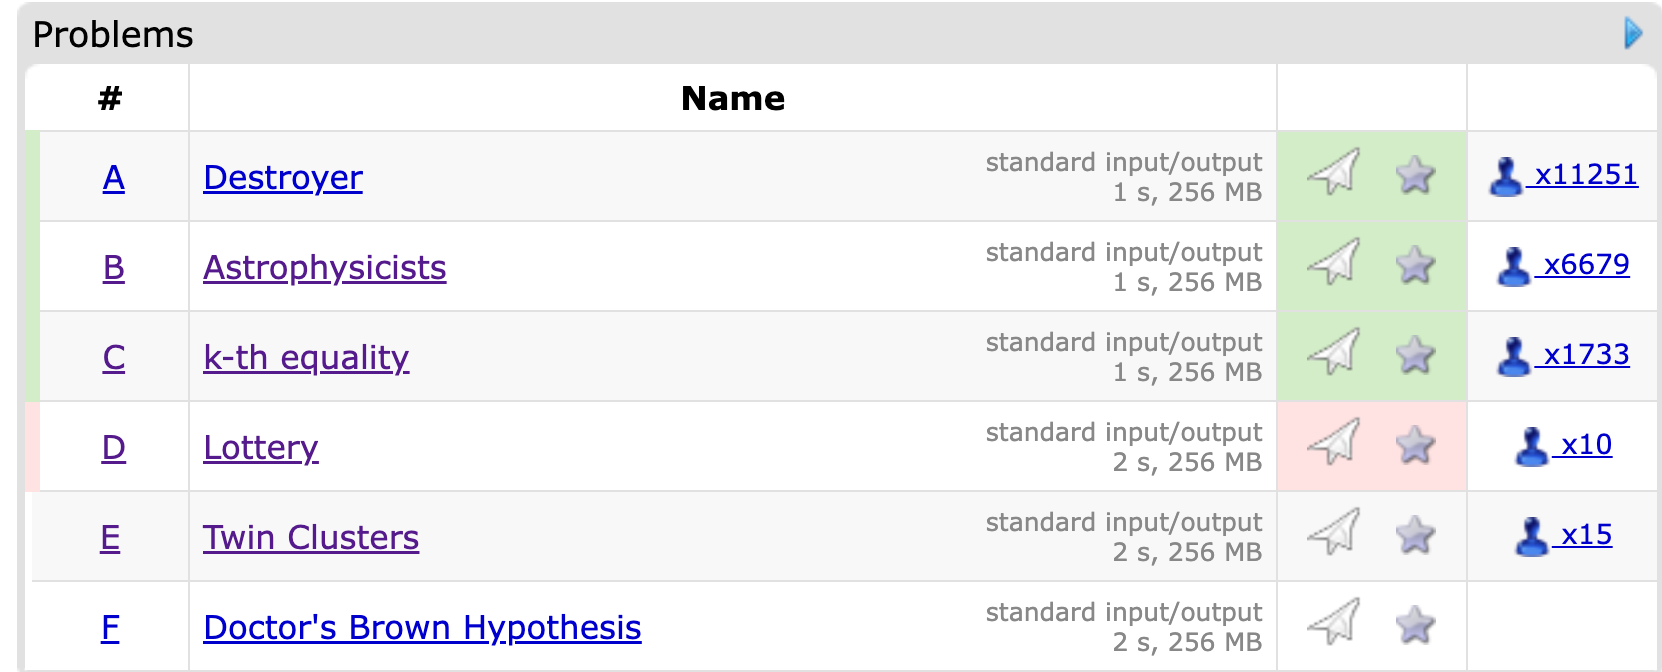 Problems
# Name
A Destroyer standard input/output x11251
1 s, 256 MB
B Astrophysicists standard input/output x6679
1 s, 256 MB
C k-th equality standard input/output x1733
1 s, 256 MB
D Lottery standard input/output x10
2 s, 256 MB
E Twin Clusters standard input/output x15
2 s, 256 MB
F Doctor's Brown Hypothesis standard input/output
2 s, 256 MB